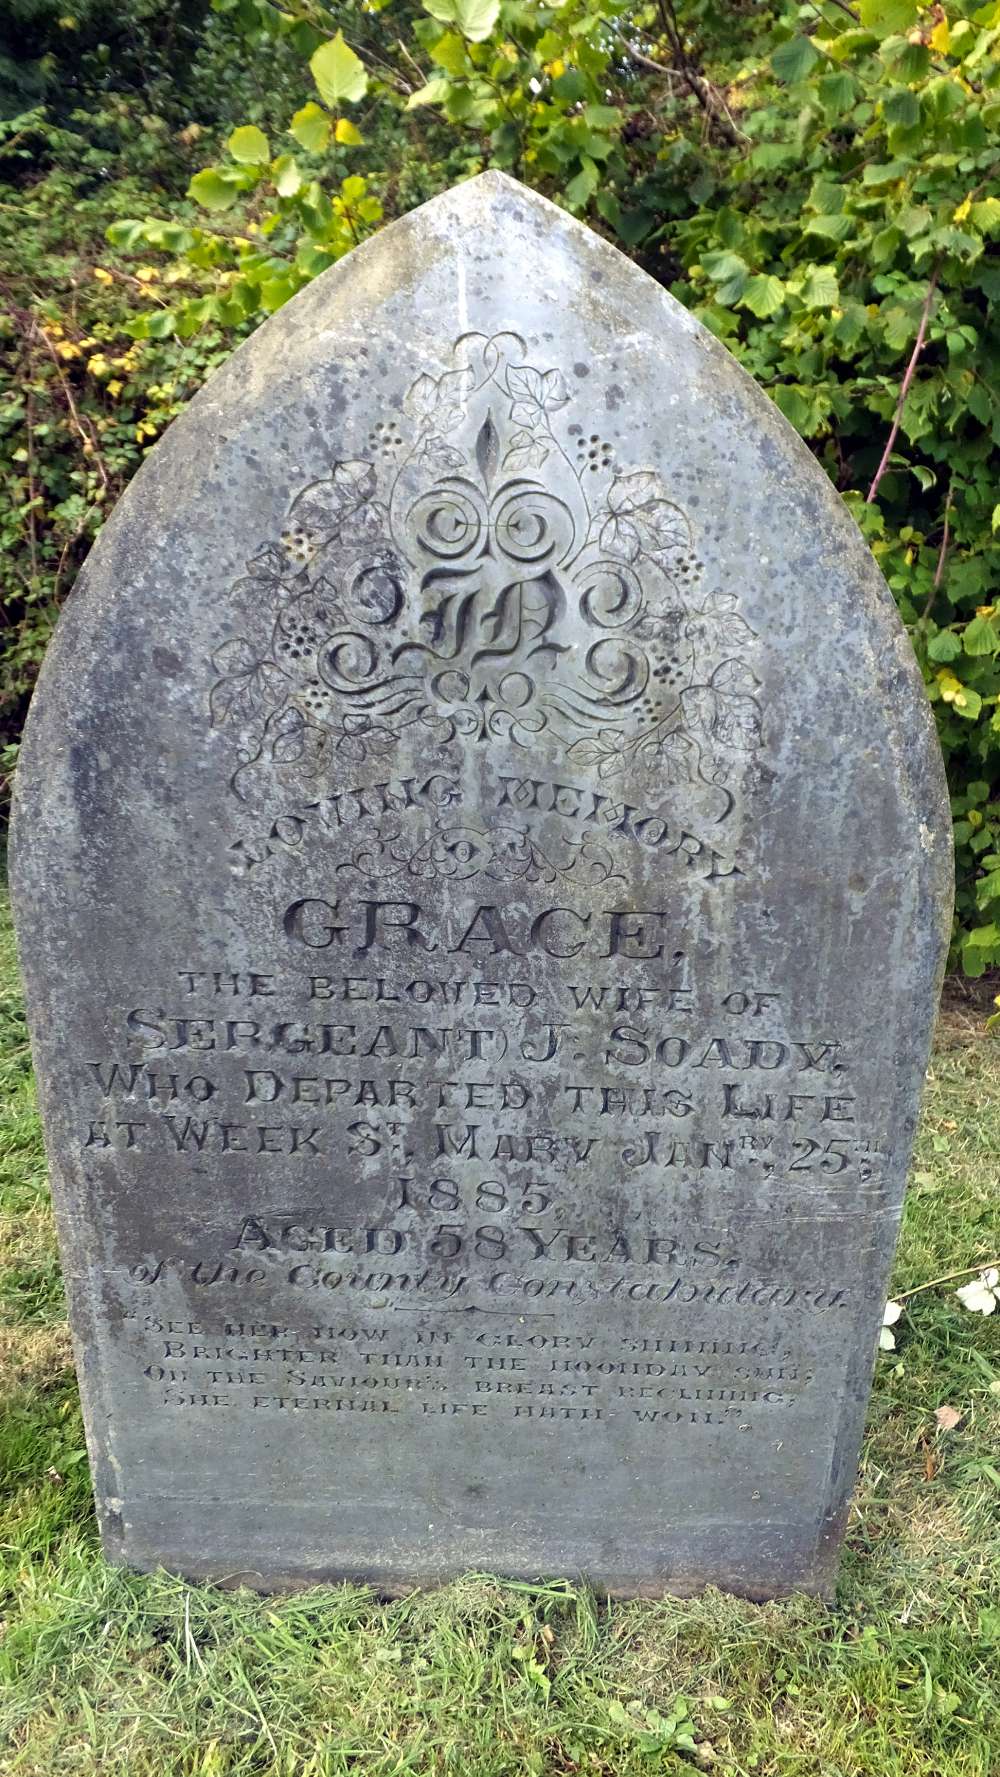 IN
LOVING MEMORY
OF
GRACE,
THE BELOVED WIFE OF
SERGEANT J. SOADY,
WHO DEPARTED THIS LIFE
AT WEEK ST. MARY JANRY. 25TH,
1885,
AGED 58 YEARS.
of the County Constabulary.
"SEE HER NOW IN GLORY SHINING,
BRIGHTER THAN THE NOONDAY SUN;
ON THE SAVIOUR'S BREAST RECLINING,
SHE ETERNAL LIFE HATH WON."